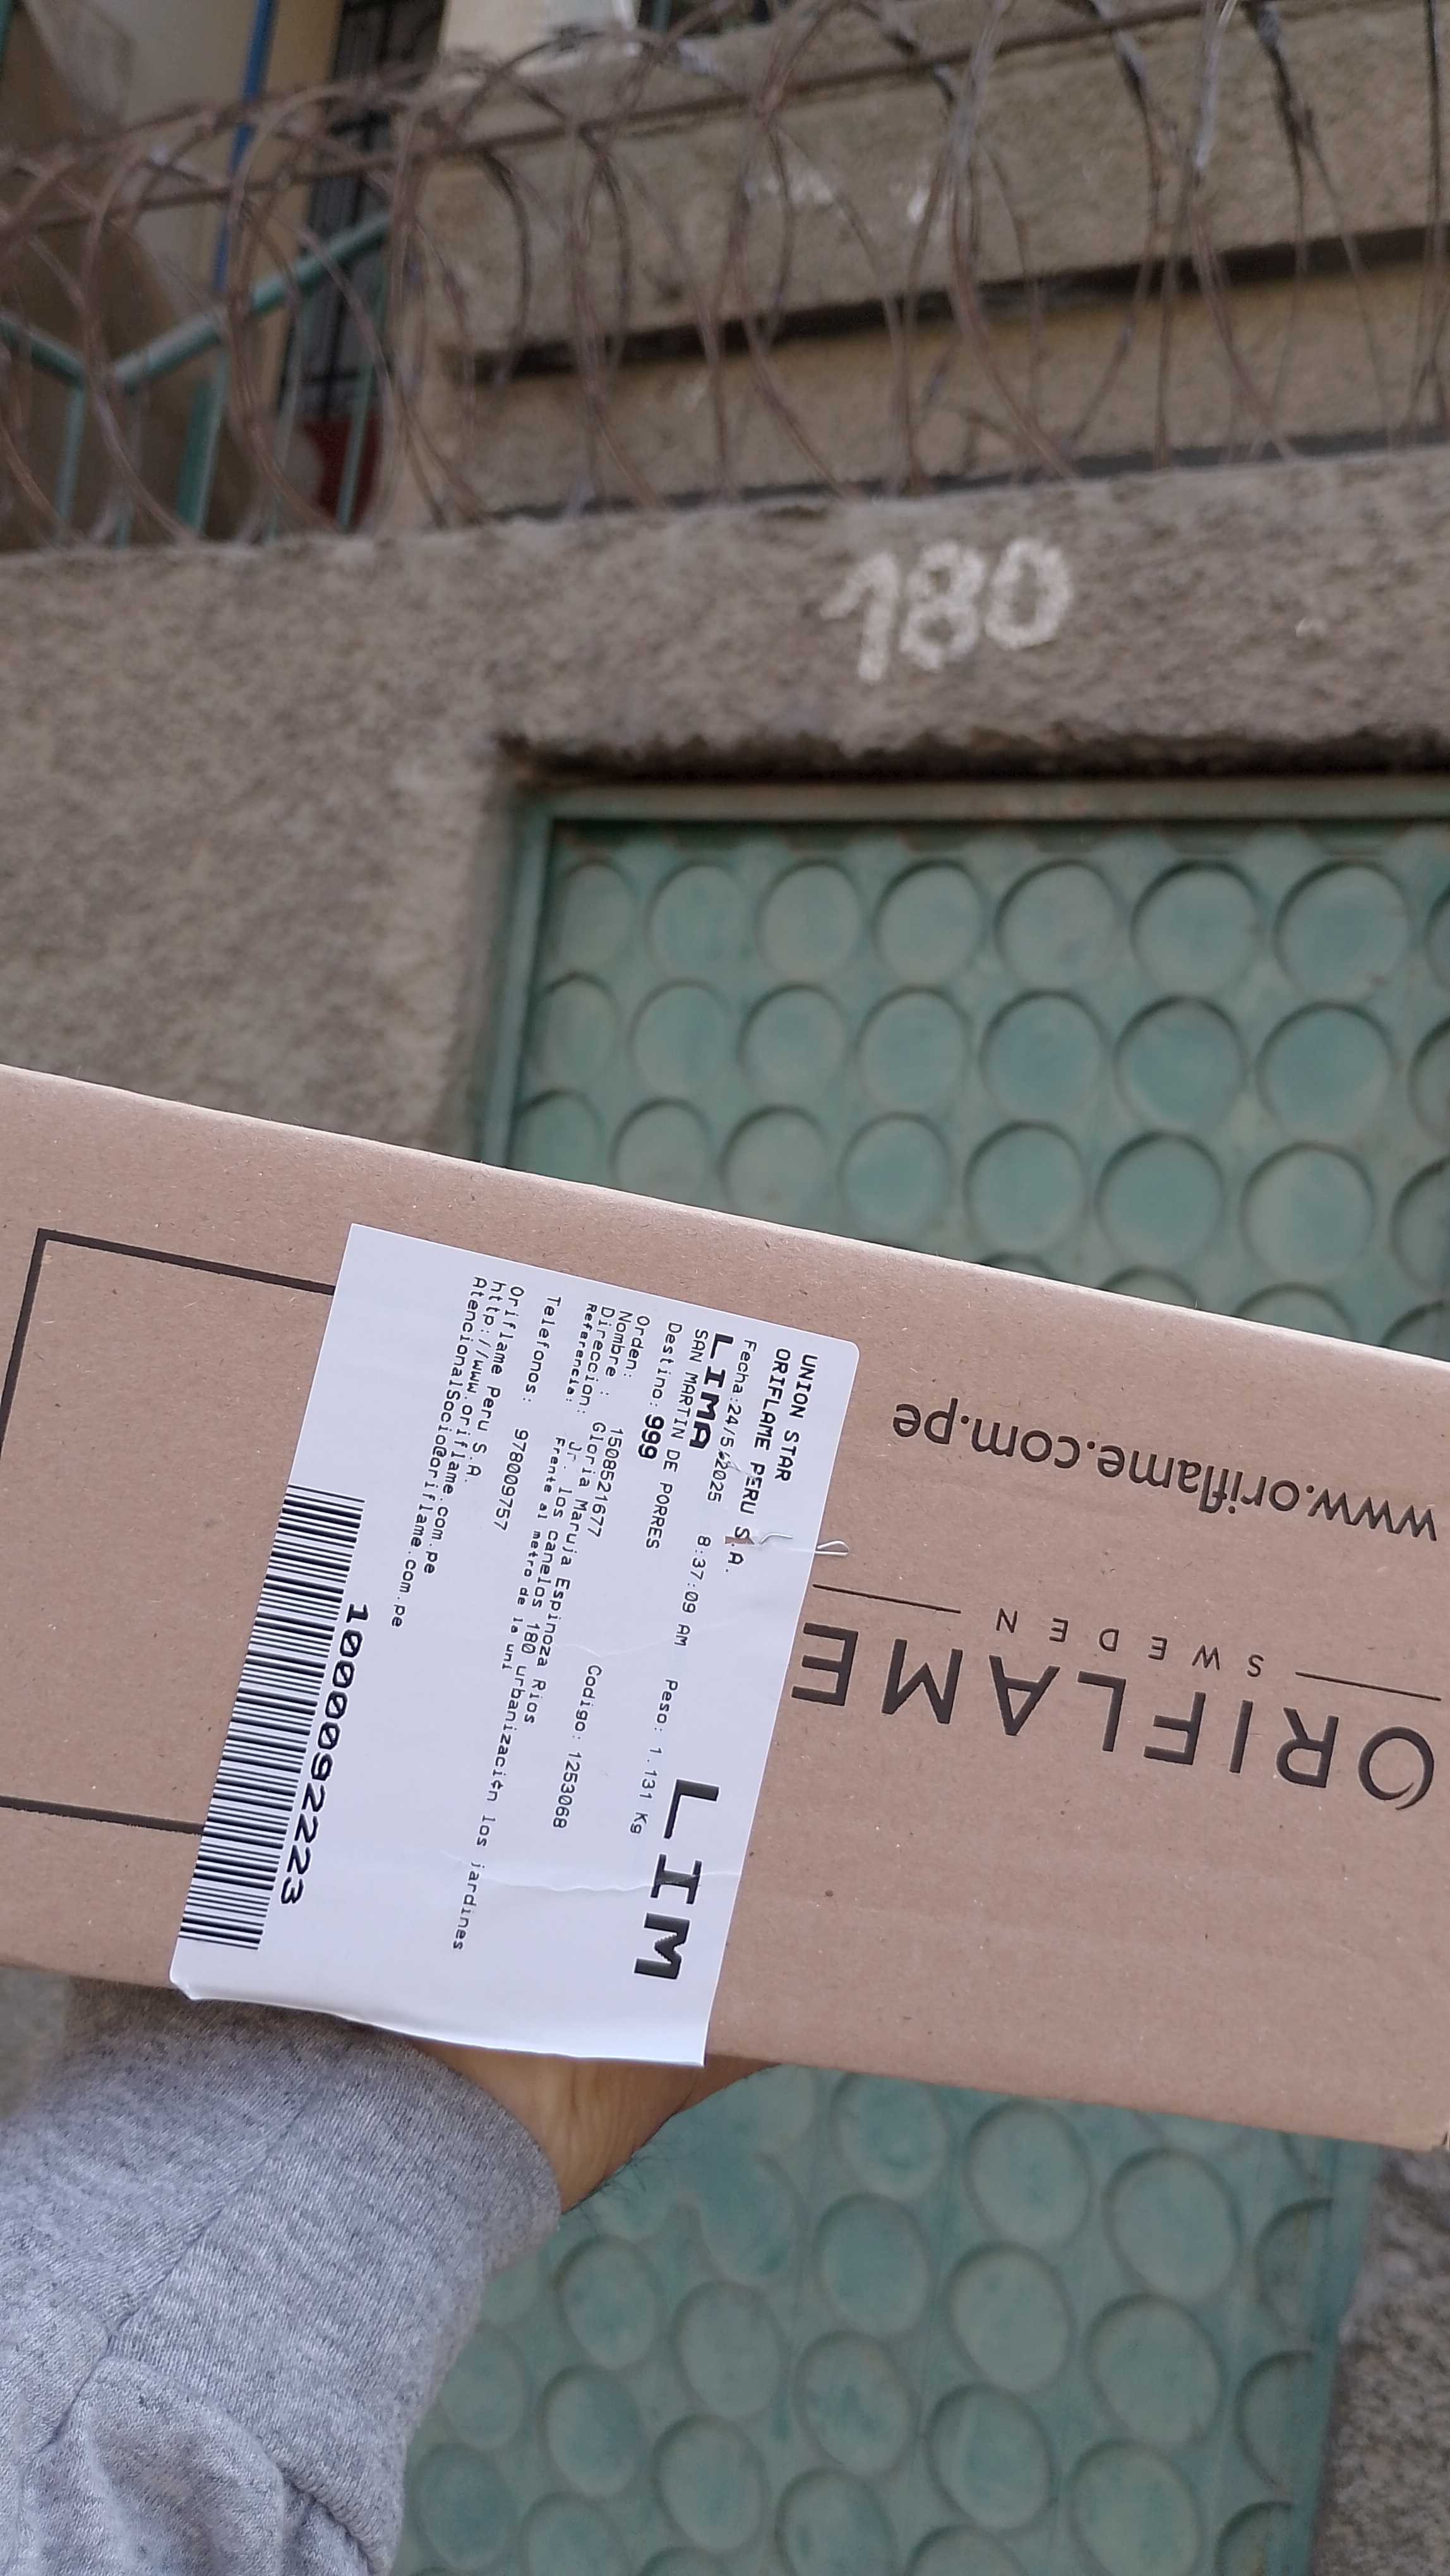 180
www.oriflame.com.pe
ORIFLAME
SWEDEN
UNION STAR
ORIFLAME PERU S.A.
Fecha:24/5/2025 8:37:09 AM Peso: 1.131 Kg
LIMA LIM
SAN MARTIN DE PORRES
Destino: 999
Orden: 1508521677 Codigo: 1253068
Nombre : Gloria Maruja Espinoza Rios
Direccion: Jr. los canelos 180 urbanización los jardines
Referencia: Frente al metro de la uni
Telefonos: 978009757
Oriflame Peru S.A.
http://www.oriflame.com.pe
AtencionalSocio@oriflame.com.pe
1000092223